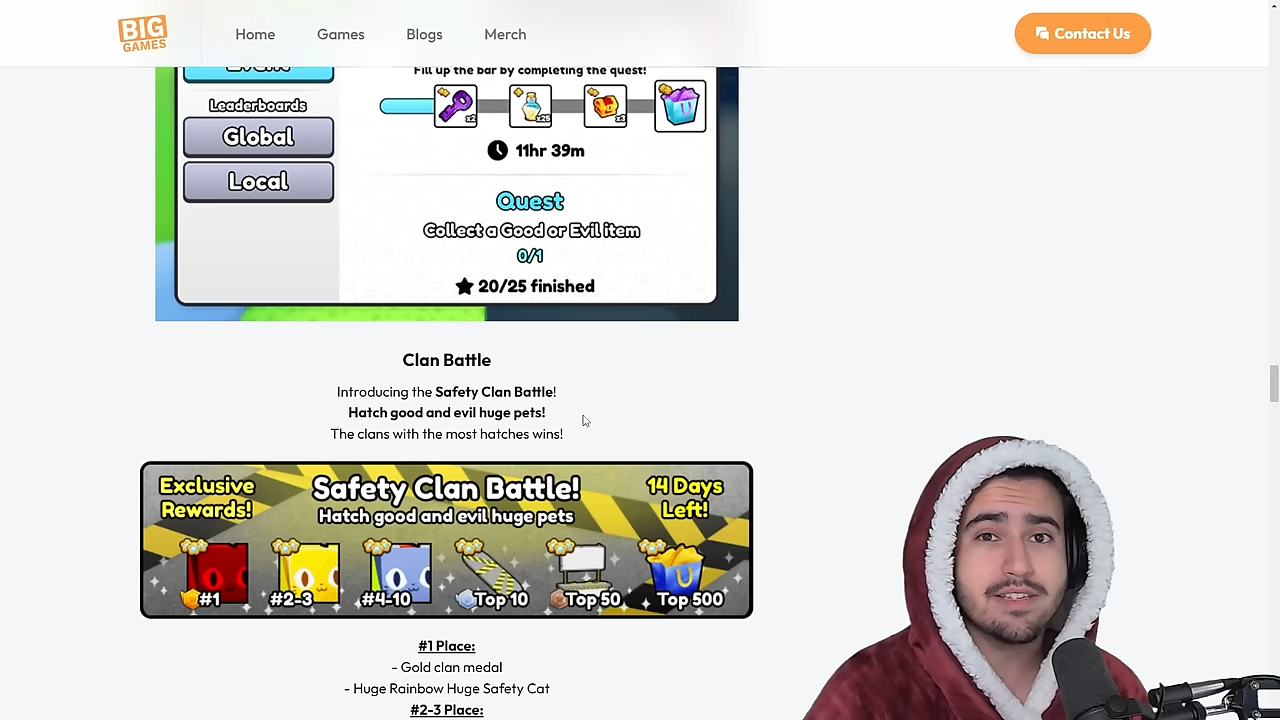 BIG
GAMES
Home
Games
Blogs
Merch
Contact Us
Event
Leaderboards
Global
Local
Fill up the bar by completing the quest!
x2
x25
x3
11hr 39m
Quest
Collect a Good or Evil item
0/1
20/25 finished
Clan Battle
Introducing the Safety Clan Battle!
Hatch good and evil huge pets!
The clans with the most hatches wins!
Exclusive
Rewards!
Safety Clan Battle!
Hatch good and evil huge pets
14 Days
Left!
#1
#2-3
#4-10
Top 10
Top 50
Top 500
#1 Place:
- Gold clan medal
- Huge Rainbow Huge Safety Cat
#2-3 Place: